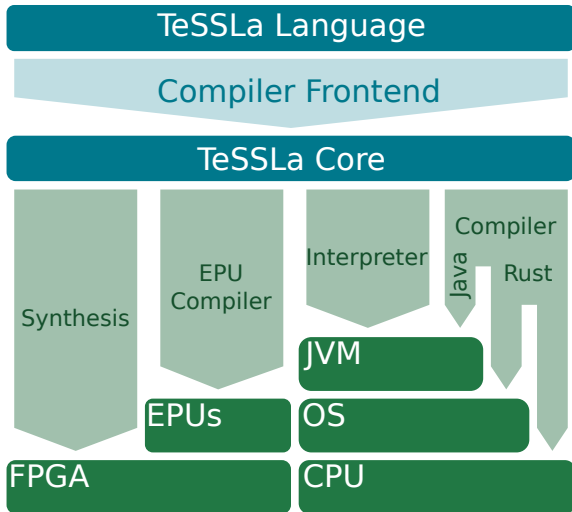 TeSSLa Language
Compiler Frontend
TeSSLa Core
Synthesis
EPU
Compiler
Interpreter
Compiler
Java
Rust
JVM
EPUs
OS
FPGA
CPU